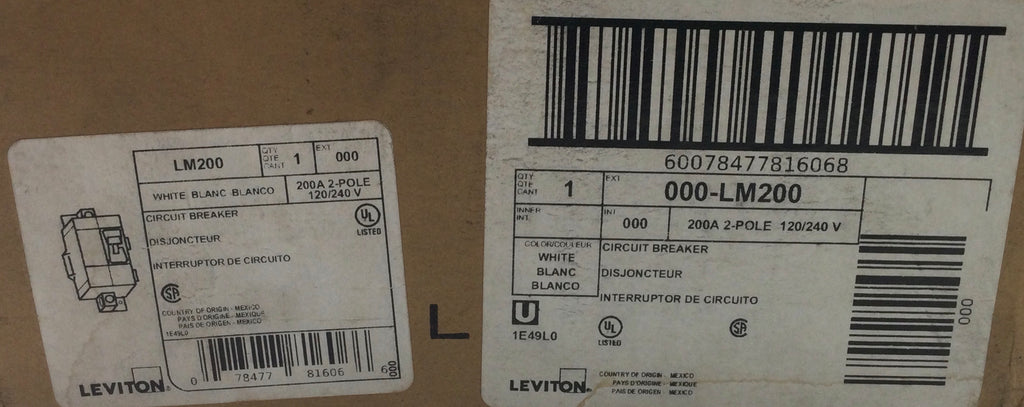 LM200
QTY
QTE
CANT
1
EXT
000
WHITE BLANC BLANCO
200A 2-POLE
120/240 V
CIRCUIT BREAKER
UL
LISTED
DISJONCTEUR
INTERRUPTOR DE CIRCUITO
COUNTRY OF ORIGIN - MEXICO
PAYS D'ORIGINE - MEXIQUE
PAIS DE ORIGEN - MEXICO
1E49L0
LEVITON
0 78477 81606 6
000
L
60078477816068
QTY
QTE
CANT
1
EXT
000-LM200
INNER
INT.
INT
000
200A 2-POLE 120/240 V
COLOR/COULEUR
WHITE
BLANC
BLANCO
CIRCUIT BREAKER
DISJONCTEUR
INTERRUPTOR DE CIRCUITO
U
1E49L0
UL
LISTED
000
LEVITON
COUNTRY OF ORIGIN - MEXICO
PAYS D'ORIGINE - MEXIQUE
PAIS DE ORIGEN - MEXICO